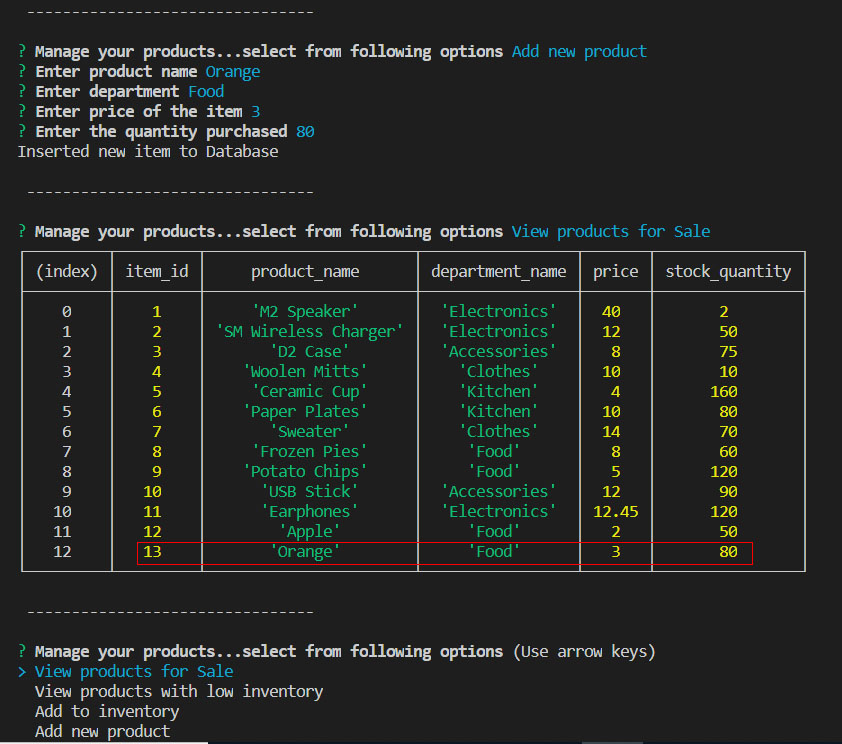 --------------------------------
? Manage your products...select from following options Add new product
? Enter product name Orange
? Enter department Food
? Enter price of the item 3
? Enter the quantity purchased 80
Inserted new item to Database
--------------------------------
? Manage your products...select from following options View products for Sale
(index) item_id product_name department_name price stock_quantity
0 1 'M2 Speaker' 'Electronics' 40 2
1 2 'SM Wireless Charger' 'Electronics' 12 50
2 3 'D2 Case' 'Accessories' 8 75
3 4 'Woolen Mitts' 'Clothes' 10 10
4 5 'Ceramic Cup' 'Kitchen' 4 160
5 6 'Paper Plates' 'Kitchen' 10 80
6 7 'Sweater' 'Clothes' 14 70
7 8 'Frozen Pies' 'Food' 8 60
8 9 'Potato Chips' 'Food' 5 120
9 10 'USB Stick' 'Accessories' 12 90
10 11 'Earphones' 'Electronics' 12.45 120
11 12 'Apple' 'Food' 2 50
12 13 'Orange' 'Food' 3 80
--------------------------------
? Manage your products...select from following options (Use arrow keys)
> View products for Sale
View products with low inventory
Add to inventory
Add new product